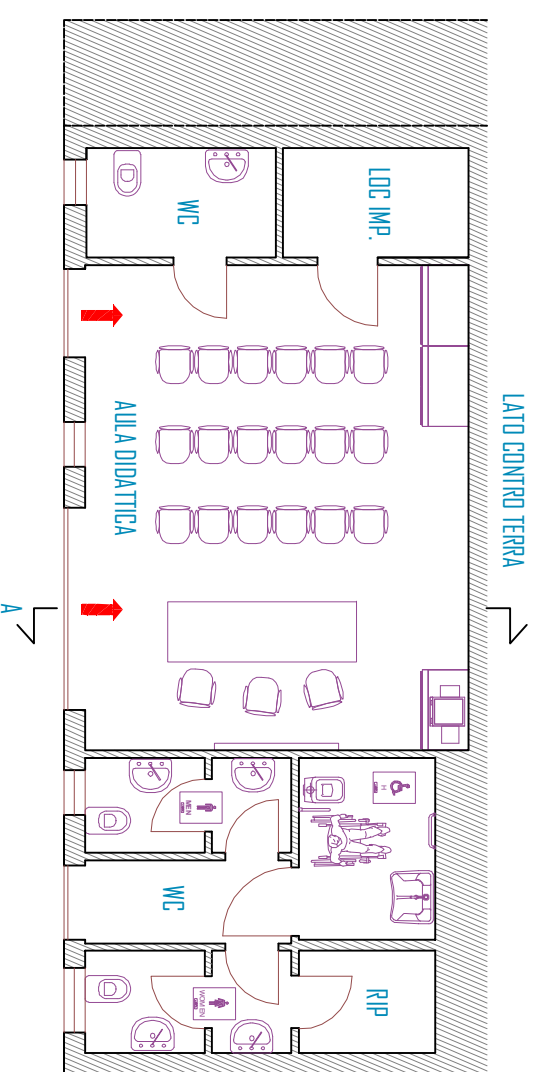 LOC IMP.
WC
LATO CONTRO TERRA
AULA DIDATTICA
A
H
MEN
WC
WOMEN
RIP